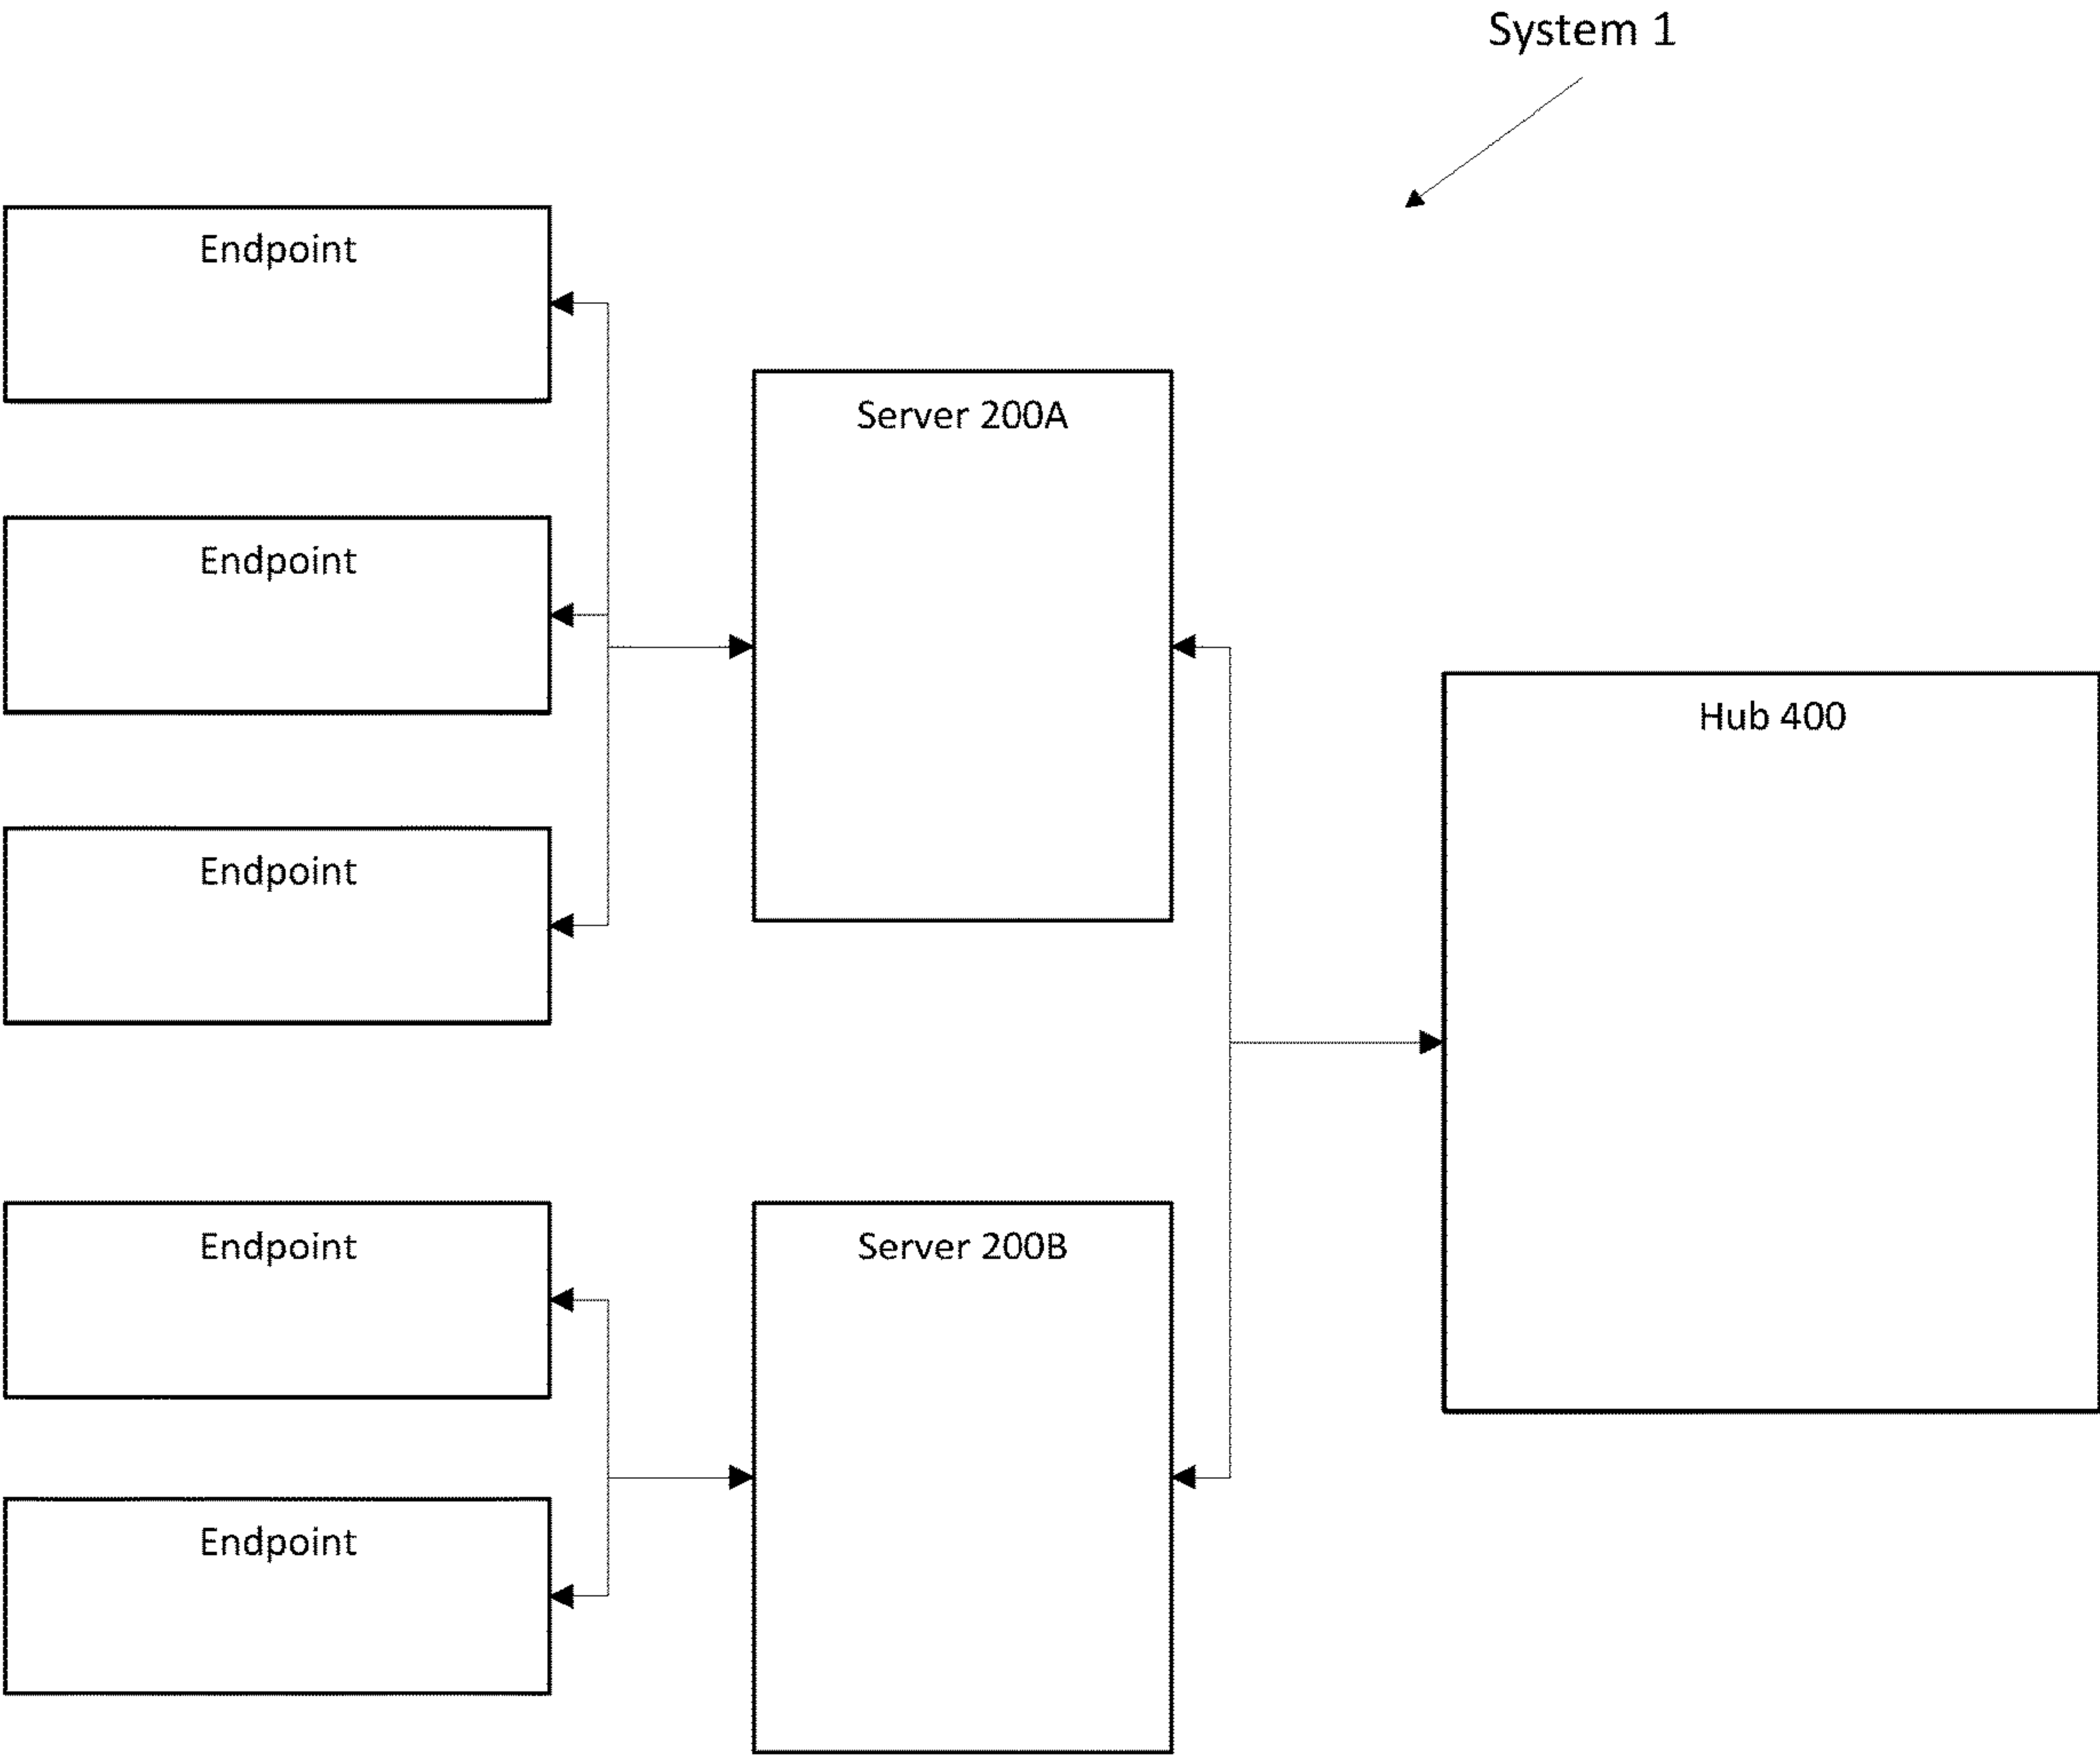 System 1
Endpoint
Server 200A
Endpoint
Hub 400
Endpoint
Endpoint
Server 200B
Endpoint